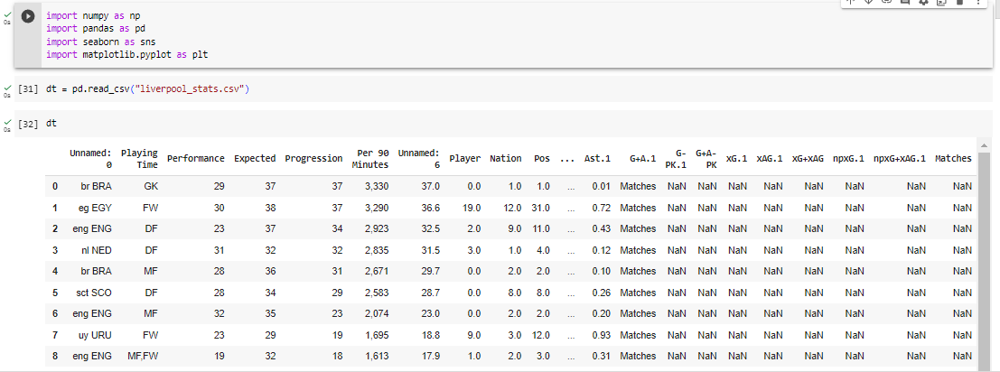 import numpy as np
import pandas as pd
import seaborn as sns
import matplotlib.pyplot as plt
0s
[31] dt = pd.read_csv("liverpool_stats.csv")
0s
[32] dt
0s
Unnamed: 0 Playing Time Performance Expected Progression Per 90 Minutes Unnamed: 6 Player Nation Pos ... Ast.1 G+A.1 G-PK.1 G+A-PK xG.1 xAG.1 xG+xAG npxG.1 npxG+xAG.1 Matches
0 br BRA GK 29 37 37 3,330 37.0 0.0 1.0 1.0 ... 0.01 Matches NaN NaN NaN NaN NaN NaN NaN NaN
1 eg EGY FW 30 38 37 3,290 36.6 19.0 12.0 31.0 ... 0.72 Matches NaN NaN NaN NaN NaN NaN NaN NaN
2 eng ENG DF 23 37 34 2,923 32.5 2.0 9.0 11.0 ... 0.43 Matches NaN NaN NaN NaN NaN NaN NaN NaN
3 nl NED DF 31 32 32 2,835 31.5 3.0 1.0 4.0 ... 0.12 Matches NaN NaN NaN NaN NaN NaN NaN NaN
4 br BRA MF 28 36 31 2,671 29.7 0.0 2.0 2.0 ... 0.10 Matches NaN NaN NaN NaN NaN NaN NaN NaN
5 sct SCO DF 28 34 29 2,583 28.7 0.0 8.0 8.0 ... 0.26 Matches NaN NaN NaN NaN NaN NaN NaN NaN
6 eng ENG MF 32 35 23 2,074 23.0 0.0 2.0 2.0 ... 0.20 Matches NaN NaN NaN NaN NaN NaN NaN NaN
7 uy URU FW 23 29 19 1,695 18.8 9.0 3.0 12.0 ... 0.93 Matches NaN NaN NaN NaN NaN NaN NaN NaN
8 eng ENG MF,FW 19 32 18 1,613 17.9 1.0 2.0 3.0 ... 0.31 Matches NaN NaN NaN NaN NaN NaN NaN NaN